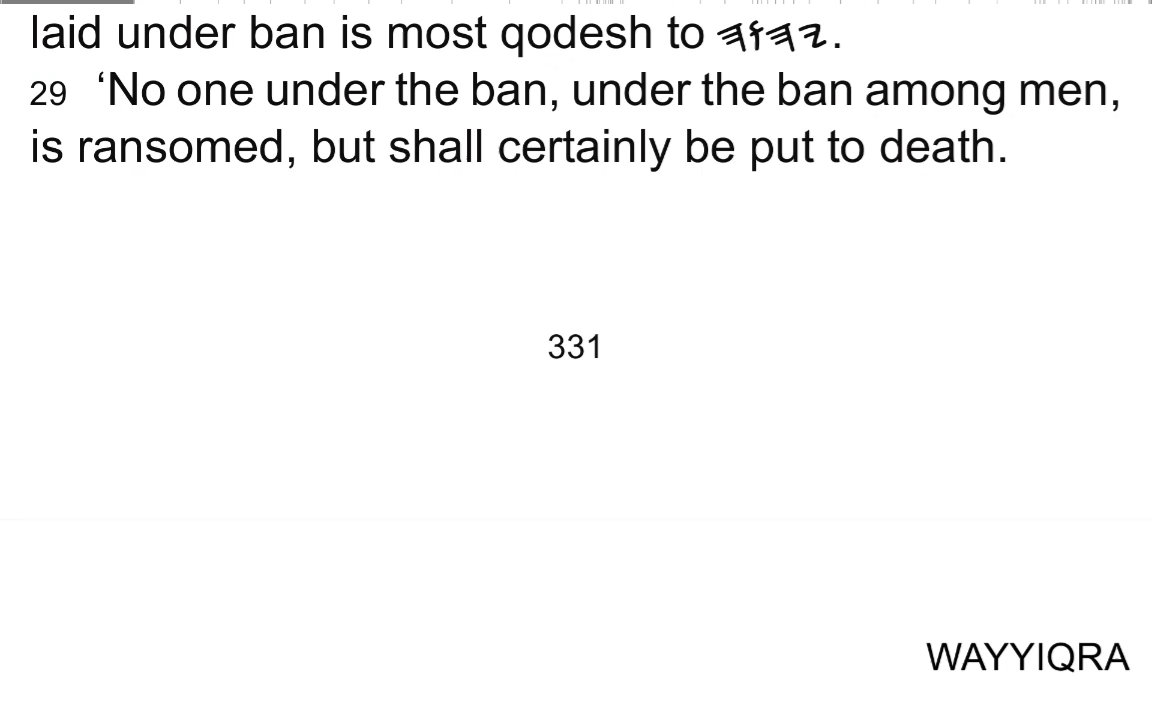 laid under ban is most qodesh to 𐤉𐤄𐤅𐤄.
29 ‘No one under the ban, under the ban among men,
is ransomed, but shall certainly be put to death.
331
WAYYIQRA